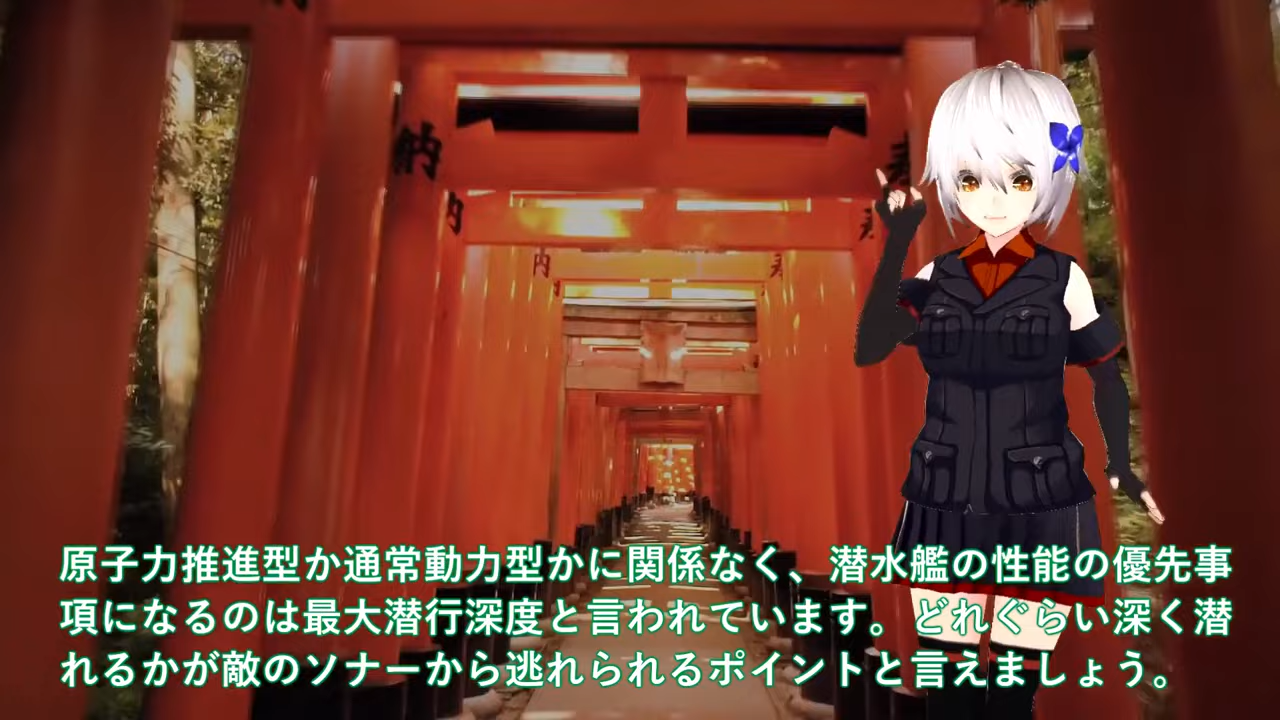 納
内
内
奉
原子力推進型か通常動力型かに関係なく、潜水艦の性能の優先事
項になるのは最大潜行深度と言われています。どれぐらい深く潜
れるかが敵のソナーから逃れられるポイントと言えましょう。